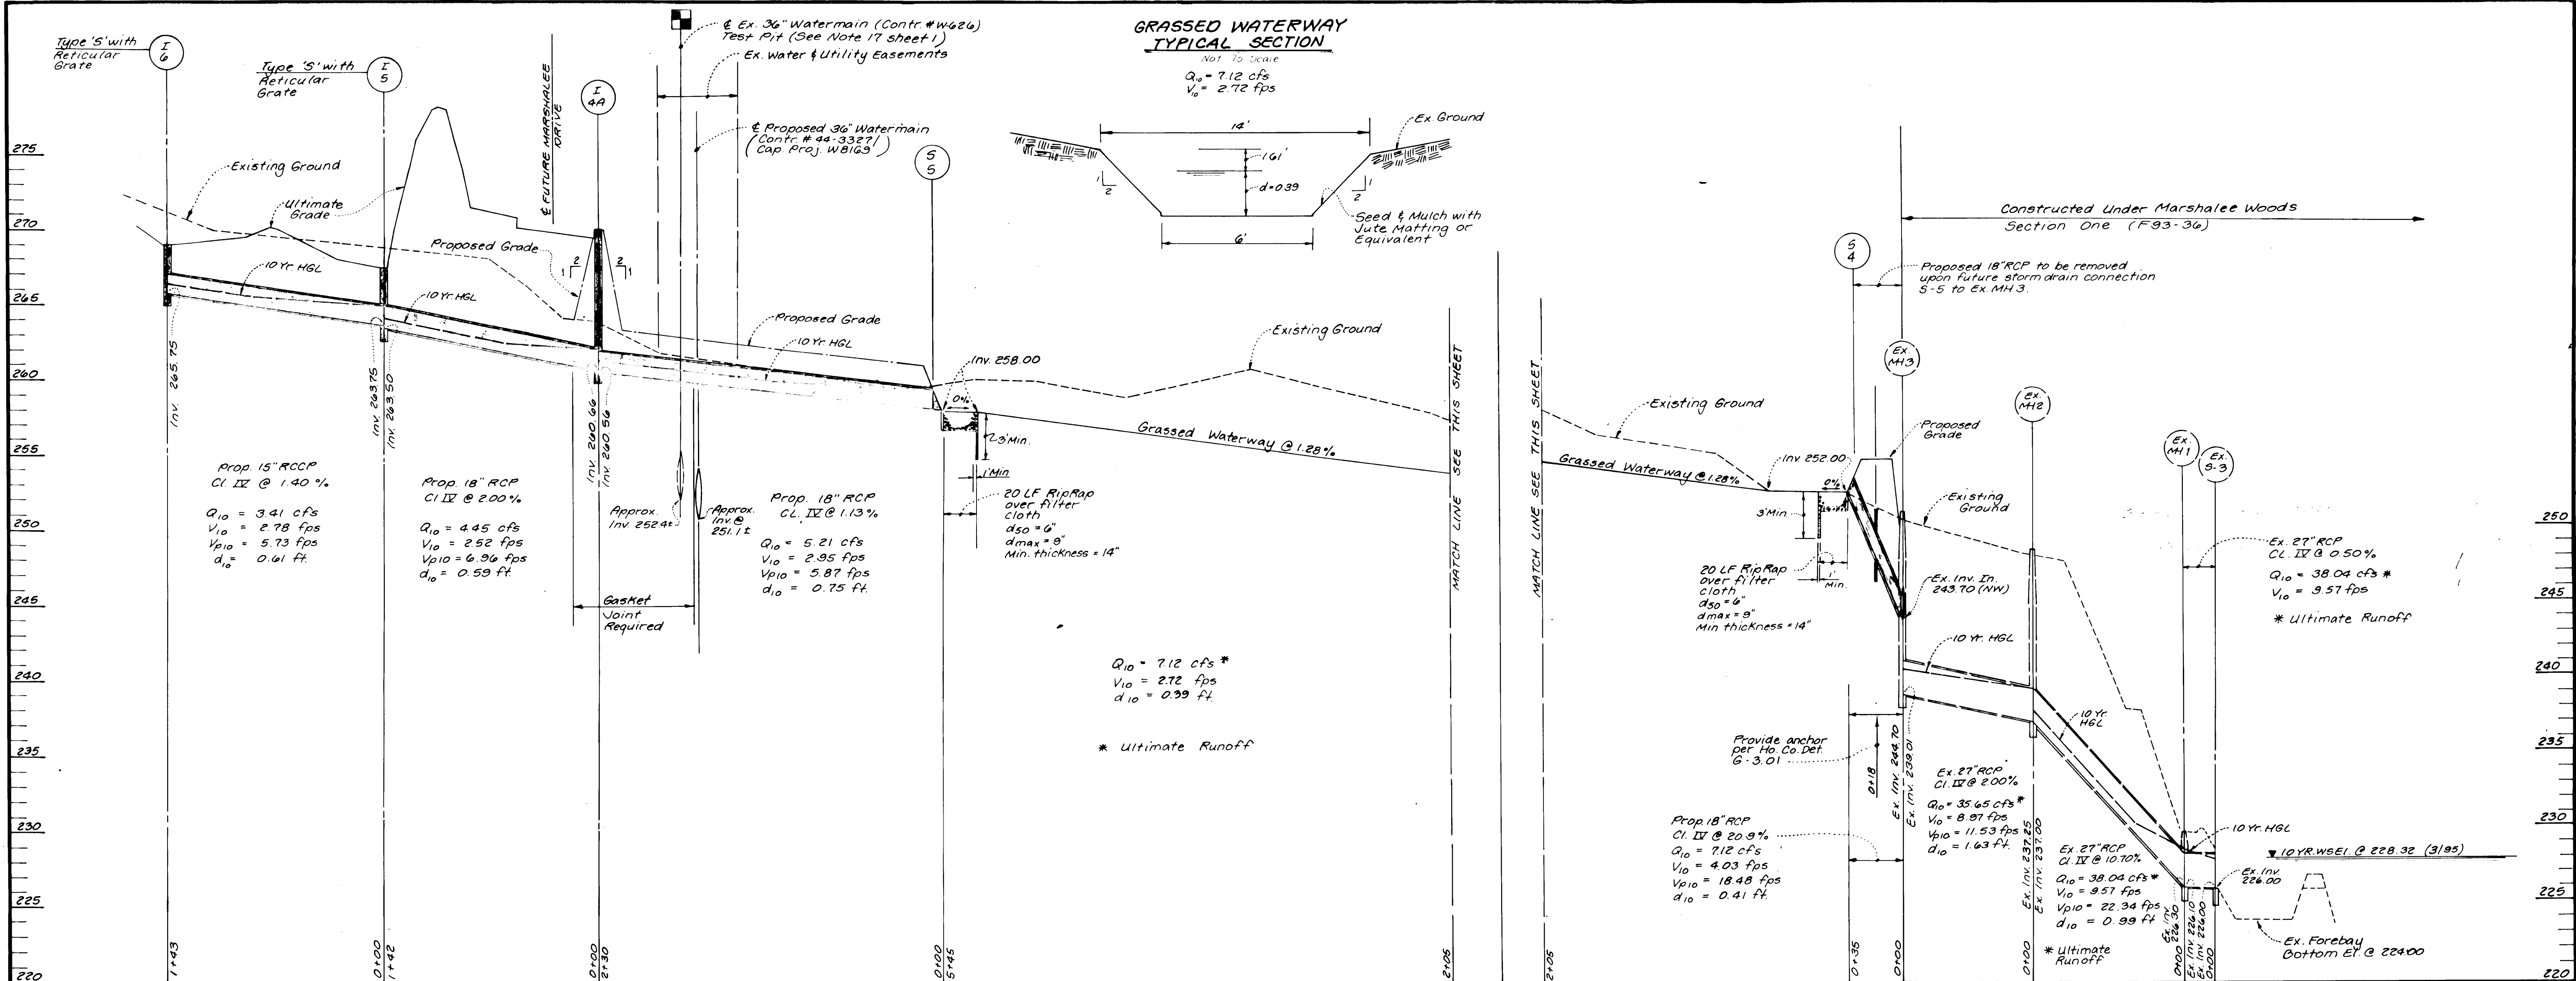 Type 'S' with
Reticular
Grate
I
6
Type 'S' with
Reticular
Grate
I
5
₵ FUTURE MARSHALEE
DRIVE
I
4A
₵ Ex. 36" Watermain (Contr. # W-626)
Test Pit (See Note 17 sheet 1)
Ex. Water & Utility Easements
₵ Proposed 36" Watermain
(Contr. # 44-3327/
Cap. Proj. W8169)
S
5
GRASSED WATERWAY
TYPICAL SECTION
Not To Scale
Q10 = 7.12 cfs
V10 = 2.72 fps
14'
Ex. Ground
1.61'
d=0.39
1
2
1
2
6'
Seed & Mulch with
Jute Matting or
Equivalent
Constructed Under Marshalee Woods
Section One (F93-36)
S
4
Proposed 18" RCP to be removed
upon future storm drain connection
S-5 to Ex. MH 3.
Ex.
MH3
Ex.
MH2
Ex.
MH1
Ex.
S-3
275
270
265
260
255
250
245
240
235
230
225
220
Existing Ground
Ultimate
Grade
10 Yr. HGL
10 Yr. HGL
Proposed Grade
2
1
2
1
Proposed Grade
10 Yr. HGL
Inv. 258.00
0%
3' Min.
1' Min
Existing Ground
Grassed Waterway @ 1.28%
MATCH LINE SEE THIS SHEET
MATCH LINE SEE THIS SHEET
Existing Ground
Grassed Waterway @ 1.28%
Inv. 252.00
0%
3' Min.
1'
Min.
Proposed
Grade
Existing
Ground
Inv. 265.75
Inv. 263.75
Inv. 263.50
Inv. 260.66
Inv. 260.56
Prop. 15" RCCP
Cl. IV @ 1.40 %
Q10 = 3.41 cfs
V10 = 2.78 fps
Vp10 = 5.73 fps
d10 = 0.61 ft.
Prop. 18" RCP
Cl IV @ 2.00 %
Q10 = 4.45 cfs
V10 = 2.52 fps
Vp10 = 6.96 fps
d10 = 0.59 ft.
Approx.
Inv. 252.4±
Approx.
Inv. @
251.1±
Gasket
Joint
Required
Prop. 18" RCP
CL. IV @ 1.13 %
Q10 = 5.21 cfs
V10 = 2.95 fps
Vp10 = 5.87 fps
d10 = 0.75 ft.
20 LF RipRap
over filter
cloth
d50 = 6"
dmax = 9"
Min. thickness = 14"
Q10 = 7.12 cfs *
V10 = 2.72 fps
d10 = 0.39 ft.
* Ultimate Runoff
20 LF RipRap
over filter
cloth
d50 = 6"
dmax = 9"
Min thickness = 14"
Ex. Inv. In.
243.70 (NW)
10 Yr. HGL
10 Yr.
HGL
Ex. 27" RCP
CL. IV @ 0.50 %
Q10 = 38.04 cfs *
V10 = 9.57 fps
* Ultimate Runoff
Provide anchor
per Ho. Co. Det.
G-3.01
0+18
Ex. Inv. 244.70
Ex. Inv. 239.01
Prop. 18" RCP
Cl. IV @ 20.9 %
Q10 = 7.12 cfs
V10 = 4.03 fps
Vp10 = 18.48 fps
d10 = 0.41 ft.
Ex. 27" RCP
Cl. IV @ 2.00 %
Q10 = 35.65 cfs *
V10 = 8.97 fps
Vp10 = 11.53 fps
d10 = 1.63 ft.
Ex. Inv. 237.25
Ex. Inv. 237.00
Ex. 27" RCP
Cl. IV @ 10.70%
Q10 = 38.04 cfs *
V10 = 9.57 fps
Vp10 = 22.34 fps
d10 = 0.99 ft
* Ultimate
Runoff
Ex. Inv.
226.30
Ex. Inv. 226.10
Ex. Inv. 226.00
10 Yr. HGL
10 YR. WSEl. @ 228.32 (3/95)
Ex. Inv.
226.00
Ex. Forebay
Bottom El. @ 224.00
250
245
240
235
230
225
220
1+43
0+00
1+42
0+00
2+30
0+00
5+45
2+05
2+05
0+35
0+00
0+00
0+00
0+00